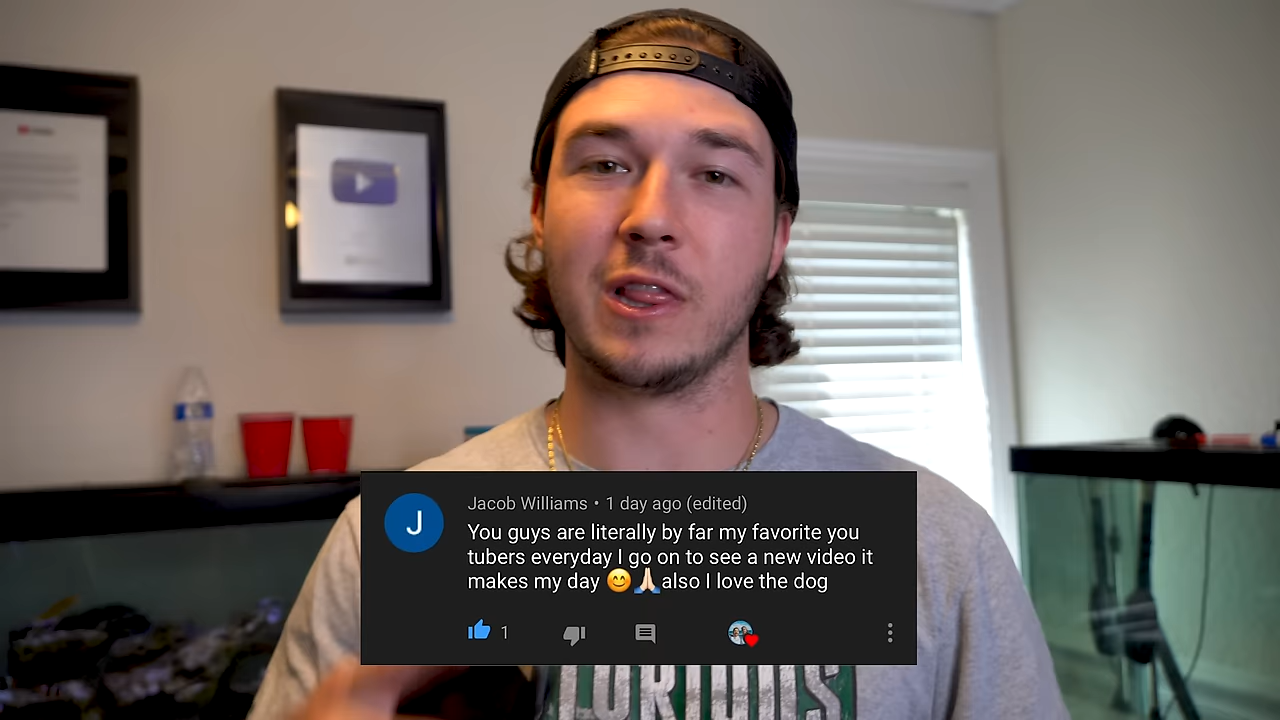 Jacob Williams • 1 day ago (edited)
You guys are literally by far my favorite you
tubers everyday I go on to see a new video it
makes my day 😊🙏🏻also I love the dog
1